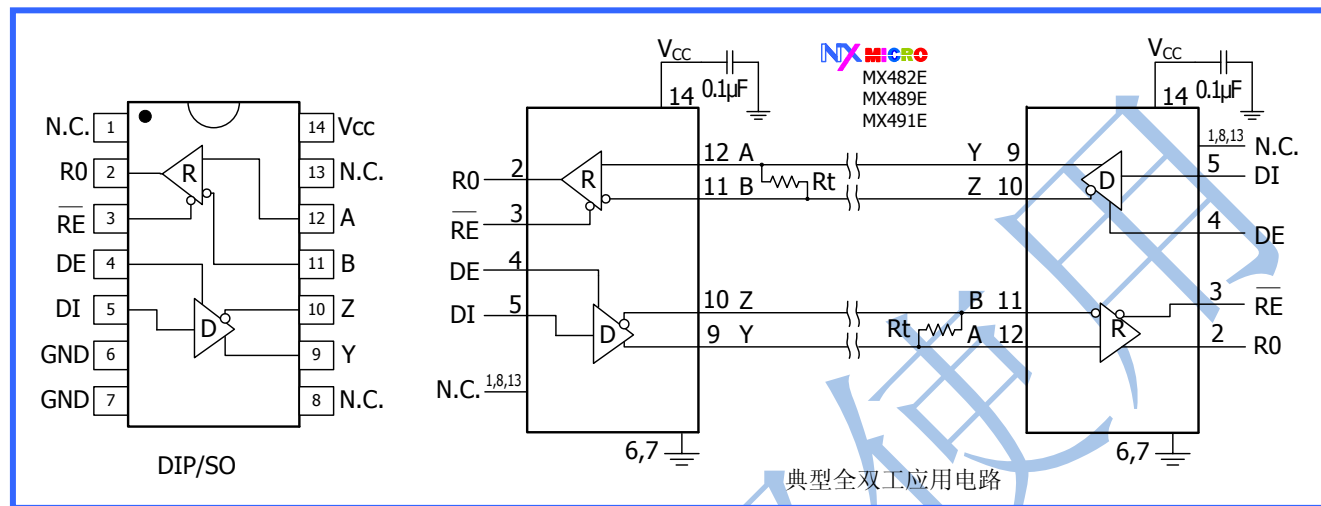 N.C. 1
R0 2
RE 3
DE 4
DI 5
GND 6
GND 7
14 Vcc
13 N.C.
12 A
11 B
10 Z
9 Y
8 N.C.
R
D
DIP/SO
VCC
0.1µF
14
R0 2
RE 3
DE 4
DI 5
N.C. 1,8,13
R
D
12 A
11 B
10 Z
9 Y
6,7
Rt
Rt
NX MICRO
MX482E
MX489E
MX491E
VCC
0.1µF
14
Y 9
Z 10
B 11
A 12
D
R
1,8,13 N.C.
5 DI
4 DE
3 RE
2 R0
6,7
典型全双工应用电路
使用